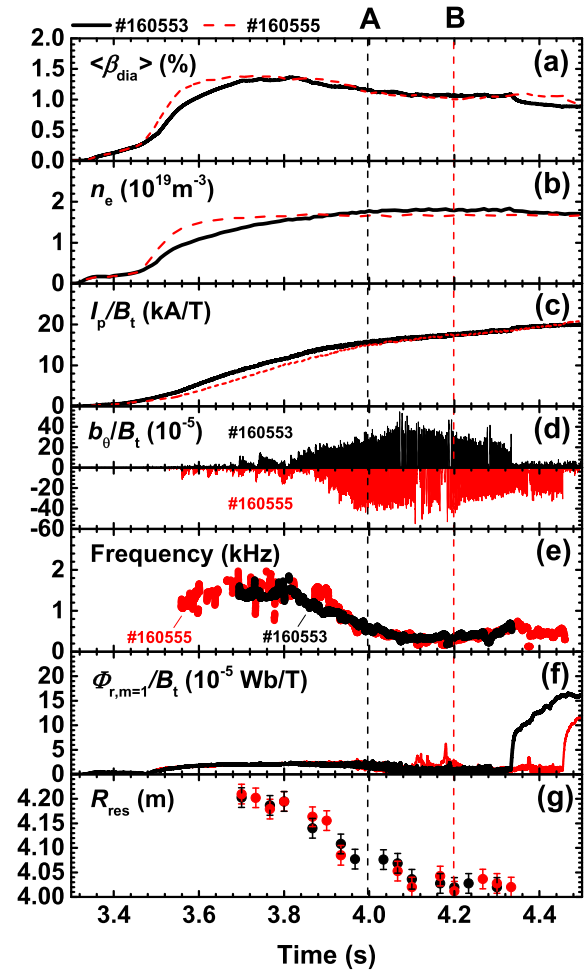 A B
#160553 #160555
2.0 <βdia> (%) (a)
1.5
1.0
0.5
0.0
ne (10^19 m^-3) (b)
2
1
0
Ip/Bt (kA/T) (c)
20
10
0
bθ/Bt (10^-5) #160553 (d)
40
20
0
-20
-40 #160555
-60
Frequency (kHz) (e)
2
1
#160555 #160553
0
20 Φr,m=1/Bt (10^-5 Wb/T) (f)
15
10
5
0
4.20 Rres (m) (g)
4.15
4.10
4.05
4.00
3.4 3.6 3.8 4.0 4.2 4.4
Time (s)